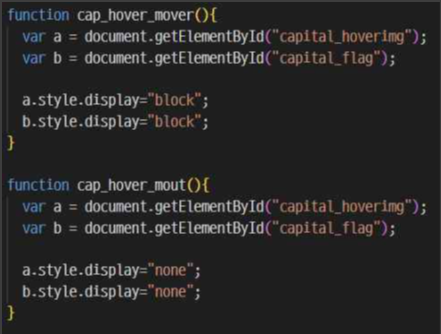 function cap_hover_mover(){
  var a = document.getElementById("capital_hoverimg");
  var b = document.getElementById("capital_flag");

  a.style.display="block";
  b.style.display="block";
}

function cap_hover_mout(){
  var a = document.getElementById("capital_hoverimg");
  var b = document.getElementById("capital_flag");

  a.style.display="none";
  b.style.display="none";
}